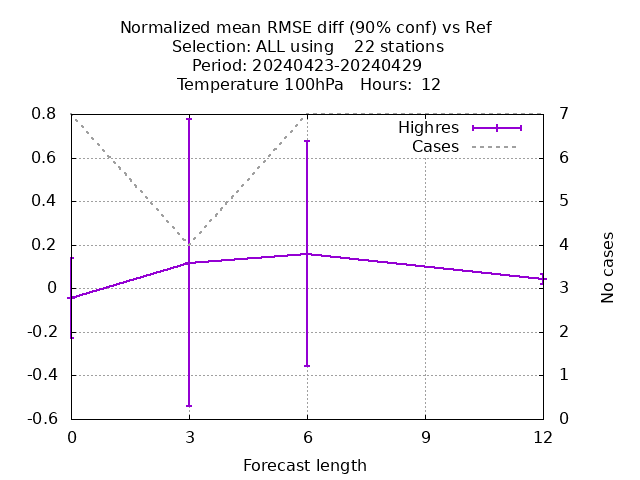 Normalized mean RMSE diff (90% conf) vs Ref
Selection: ALL using    22 stations
Period: 20240423-20240429
Temperature 100hPa   Hours:  12
Highres
Cases
0.8
0.6
0.4
0.2
0
-0.2
-0.4
-0.6
7
6
5
4
3
2
1
0
No cases
0
3
6
9
12
Forecast length